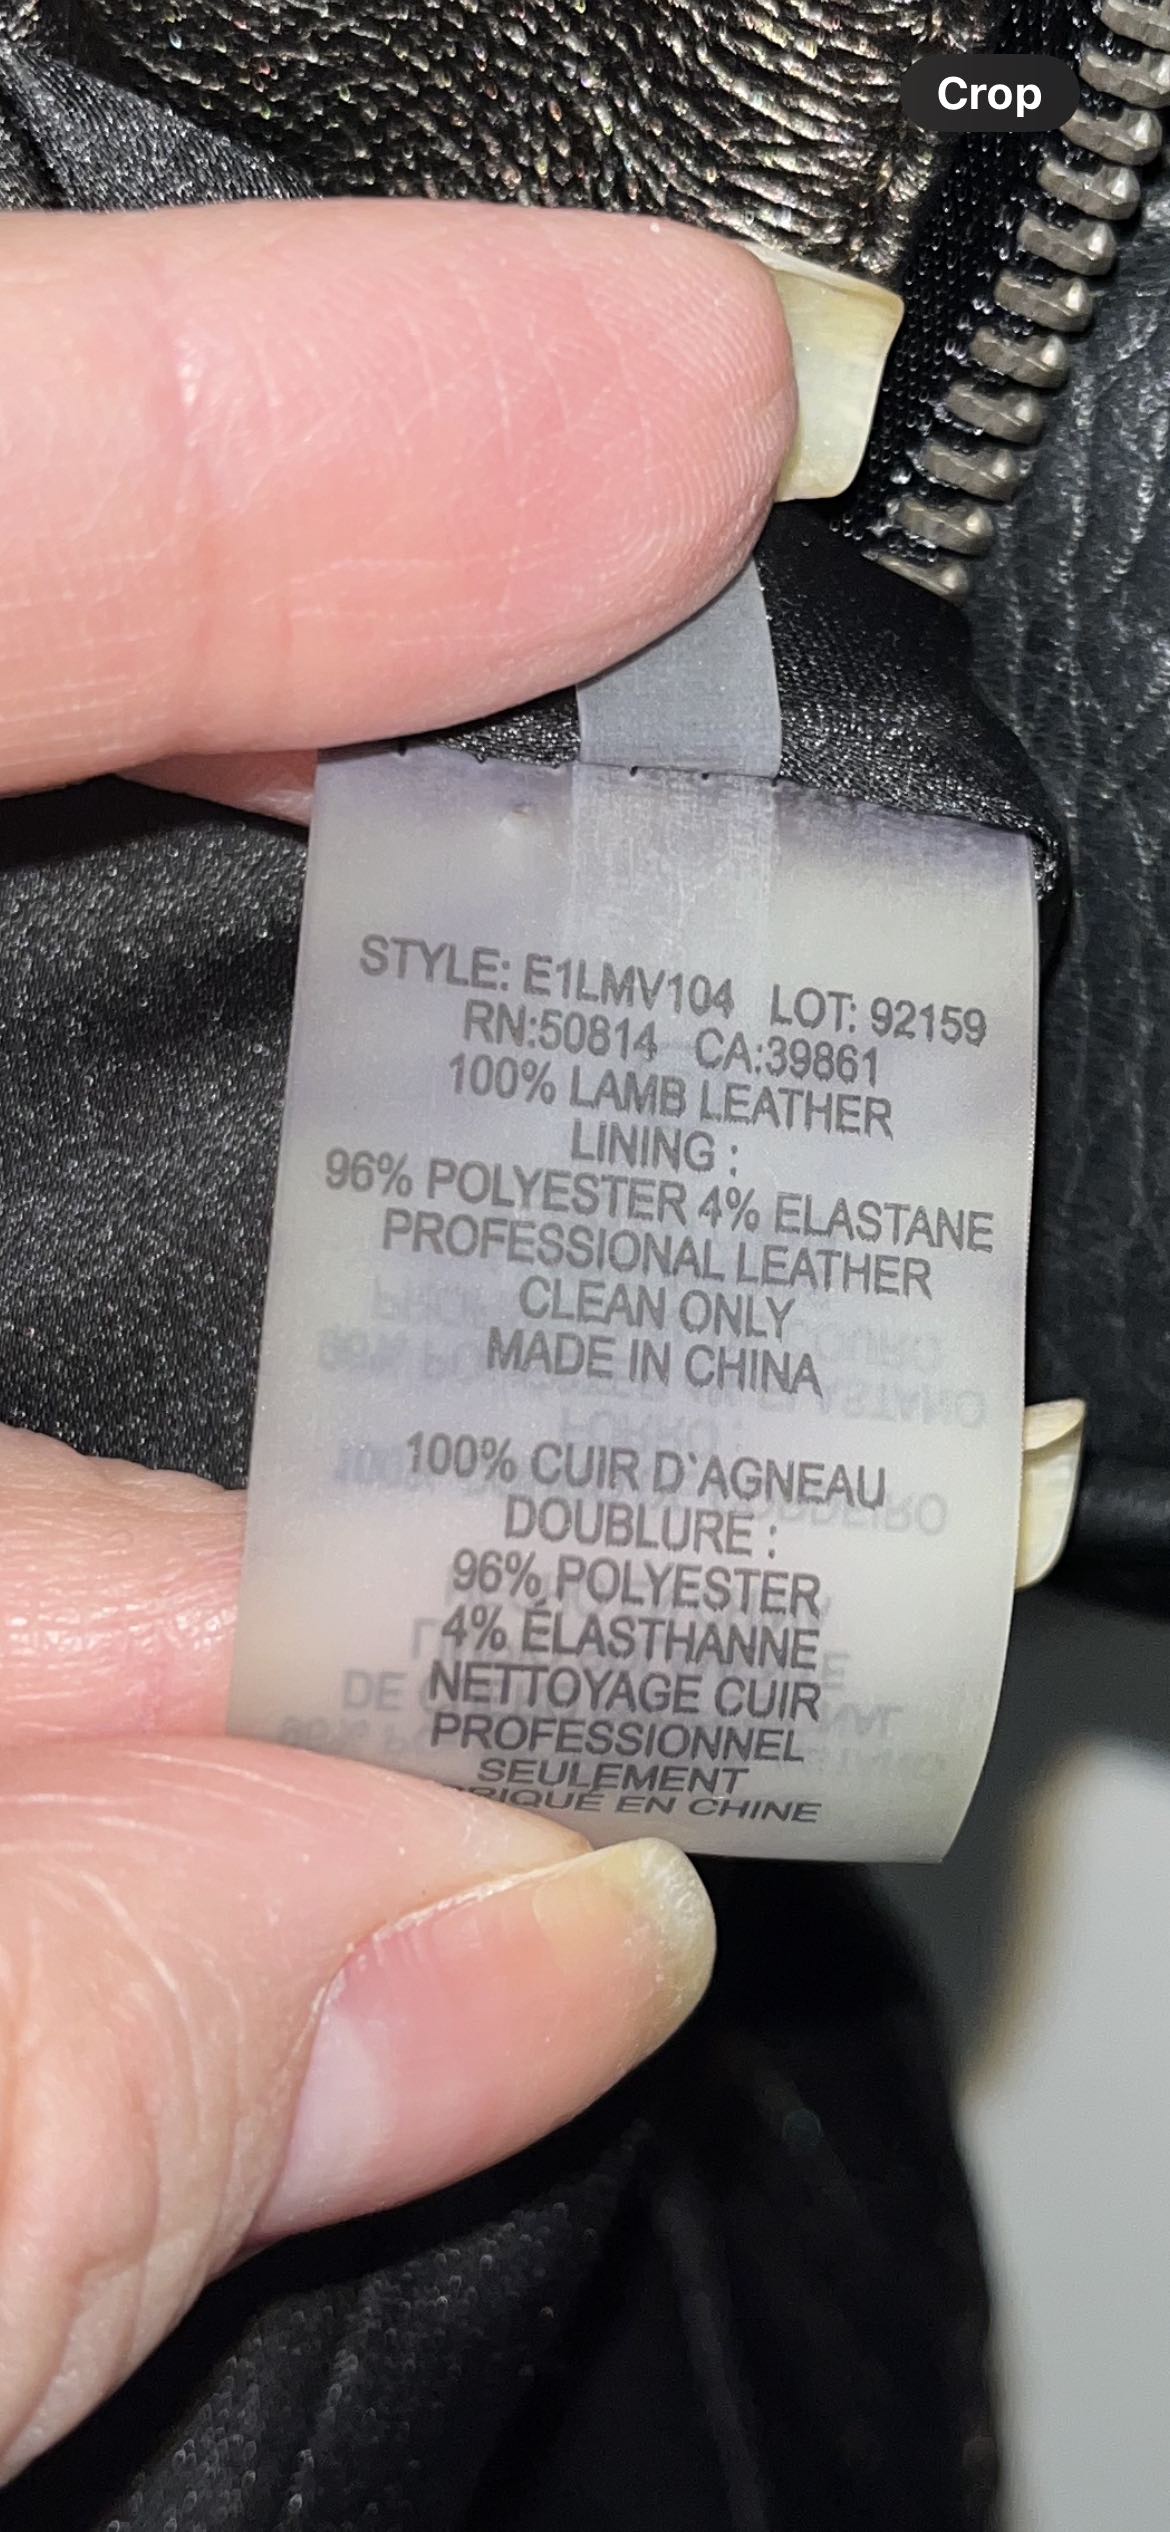 Crop
STYLE: E1LMV104 LOT: 92159
RN:50814 CA:39861
100% LAMB LEATHER
LINING :
96% POLYESTER 4% ELASTANE
PROFESSIONAL LEATHER
CLEAN ONLY
MADE IN CHINA
100% CUIR D`AGNEAU
DOUBLURE :
96% POLYESTER
4% ÉLASTHANNE
NETTOYAGE CUIR
PROFESSIONNEL
SEULEMENT
EN CHINE